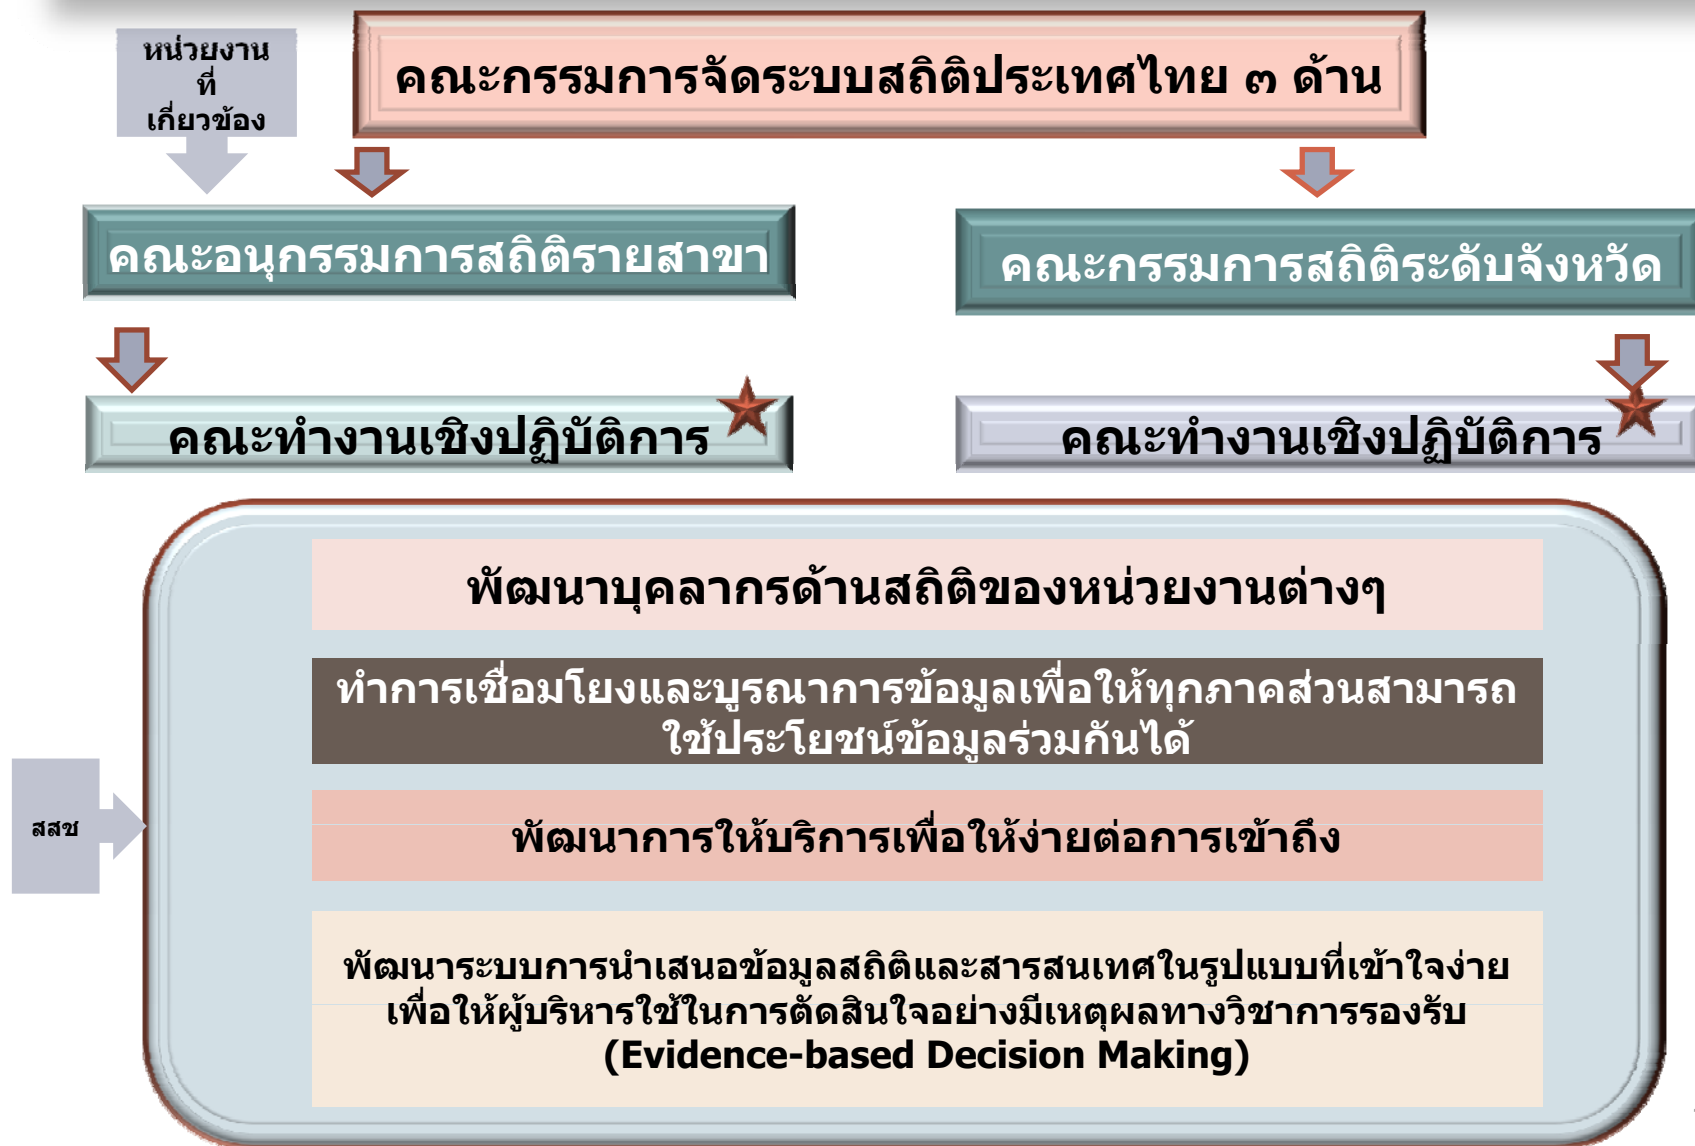 หน่วยงาน
ที่
เกี่ยวข้อง
คณะกรรมการจัดระบบสถิติประเทศไทย ๓ ด้าน
คณะอนุกรรมการสถิติรายสาขา
คณะกรรมการสถิติระดับจังหวัด
คณะทำงานเชิงปฏิบัติการ
คณะทำงานเชิงปฏิบัติการ
พัฒนาบุคลากรด้านสถิติของหน่วยงานต่างๆ
ทำการเชื่อมโยงและบูรณาการข้อมูลเพื่อให้ทุกภาคส่วนสามารถ
ใช้ประโยชน์ข้อมูลร่วมกันได้
สสช
พัฒนาการให้บริการเพื่อให้ง่ายต่อการเข้าถึง
พัฒนาระบบการนำเสนอข้อมูลสถิติและสารสนเทศในรูปแบบที่เข้าใจง่าย
เพื่อให้ผู้บริหารใช้ในการตัดสินใจอย่างมีเหตุผลทางวิชาการรองรับ
(Evidence-based Decision Making)